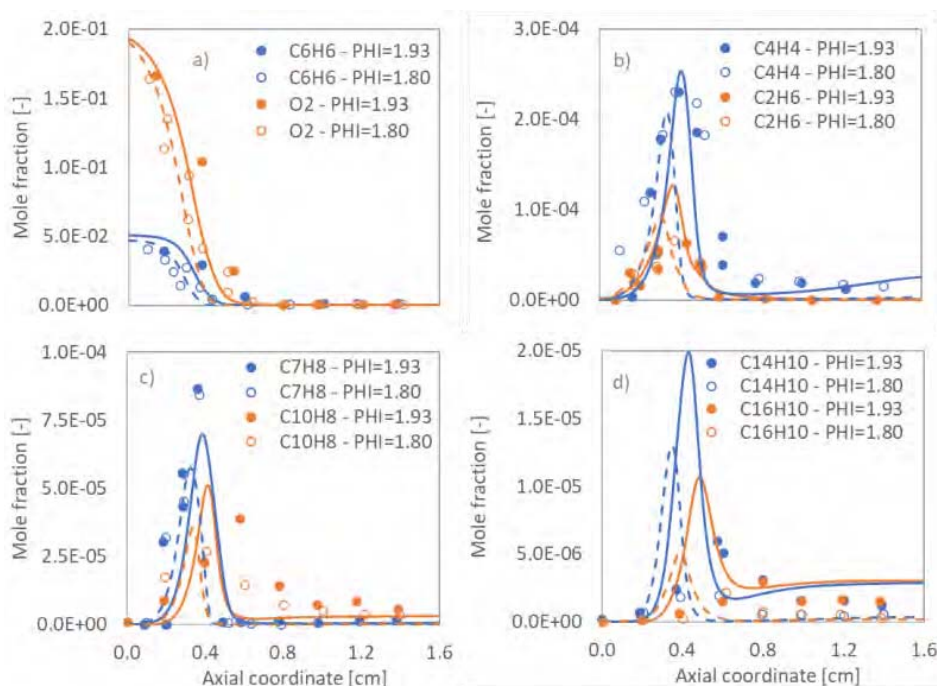 2.0E-01
1.5E-01
1.0E-01
5.0E-02
0.0E+00
Mole fraction [-]
a)
C6H6 - PHI=1.93
C6H6 - PHI=1.80
O2 - PHI=1.93
O2 - PHI=1.80
3.0E-04
2.0E-04
1.0E-04
0.0E+00
Mole fraction [-]
b)
C4H4 - PHI=1.93
C4H4 - PHI=1.80
C2H6 - PHI=1.93
C2H6 - PHI=1.80
1.0E-04
7.5E-05
5.0E-05
2.5E-05
0.0E+00
Mole fraction [-]
c)
C7H8 - PHI=1.93
C7H8 - PHI=1.80
C10H8 - PHI=1.93
C10H8 - PHI=1.80
0.0 0.4 0.8 1.2 1.6
Axial coordinate [cm]
2.0E-05
1.5E-05
1.0E-05
5.0E-06
0.0E+00
Mole fraction [-]
d)
C14H10 - PHI=1.93
C14H10 - PHI=1.80
C16H10 - PHI=1.93
C16H10 - PHI=1.80
0.0 0.4 0.8 1.2 1.6
Axial coordinate [cm]